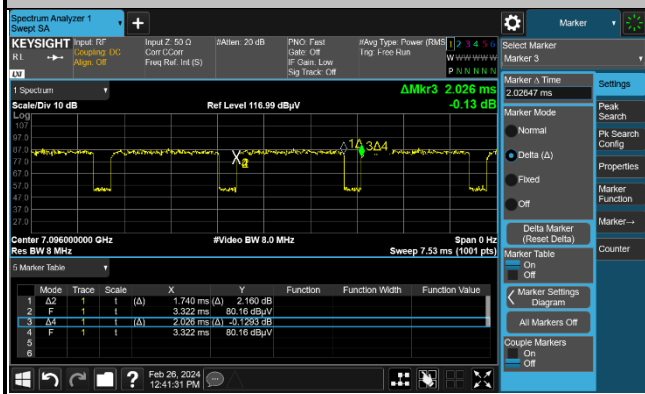 Spectrum Analyzer 1
Swept SA
+
Marker
KEYSIGHT
RL
LXI
Input: RF
Coupling: DC
Align: Off
Input Z: 50 Ω
Corr CCorr
Freq Ref: Int (S)
#Atten: 20 dB
PNO: Fast
Gate: Off
IF Gain: Low
Sig Track: Off
#Avg Type: Power (RMS
Trig: Free Run
1 2 3 4 5 6
W W W W W W
P N N N N N
Select Marker
Marker 3
1 Spectrum
Scale/Div 10 dB
Ref Level 116.99 dBµV
ΔMkr3 2.026 ms
-0.13 dB
Log
107
97.0
87.0
77.0
67.0
57.0
47.0
37.0
27.0
X2
1Δ 3Δ4
Center 7.096000000 GHz
Res BW 8 MHz
#Video BW 8.0 MHz
Span 0 Hz
Sweep 7.53 ms (1001 pts)
5 Marker Table
Mode Trace Scale X Y Function Function Width Function Value
1 Δ2 1 t (Δ) 1.740 ms (Δ) 2.160 dB
2 F 1 t 3.322 ms 80.16 dBµV
3 Δ4 1 t (Δ) 2.026 ms (Δ) -0.1293 dB
4 F 1 t 3.322 ms 80.16 dBµV
5
6
Marker Δ Time
2.02647 ms
Marker Mode
Normal
Delta (Δ)
Fixed
Off
Delta Marker
(Reset Delta)
Marker Table
On
Off
Marker Settings
Diagram
All Markers Off
Couple Markers
On
Off
Settings
Peak
Search
Pk Search
Config
Properties
Marker
Function
Marker→
Counter
?
Feb 26, 2024
12:41:31 PM